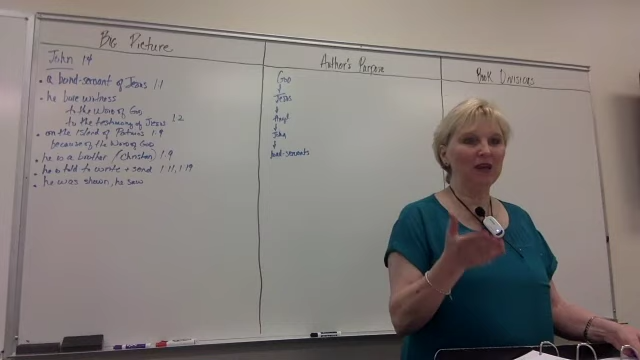 Big Picture
Author's Purpose
Book Divisions
John 1:4
• a bond-servant of Jesus 1:1
• he bore witness
to the word of God
to the testimony of Jesus 1:2
• on the island of Patmos 1:9
because of the word of God
• he is a brother / (Christian) 1:9
• he is told to write + send 1:11, 1:19
• he was shown, he saw
God
↓
Jesus
↓
Angel
↓
John
↓
bond-servants